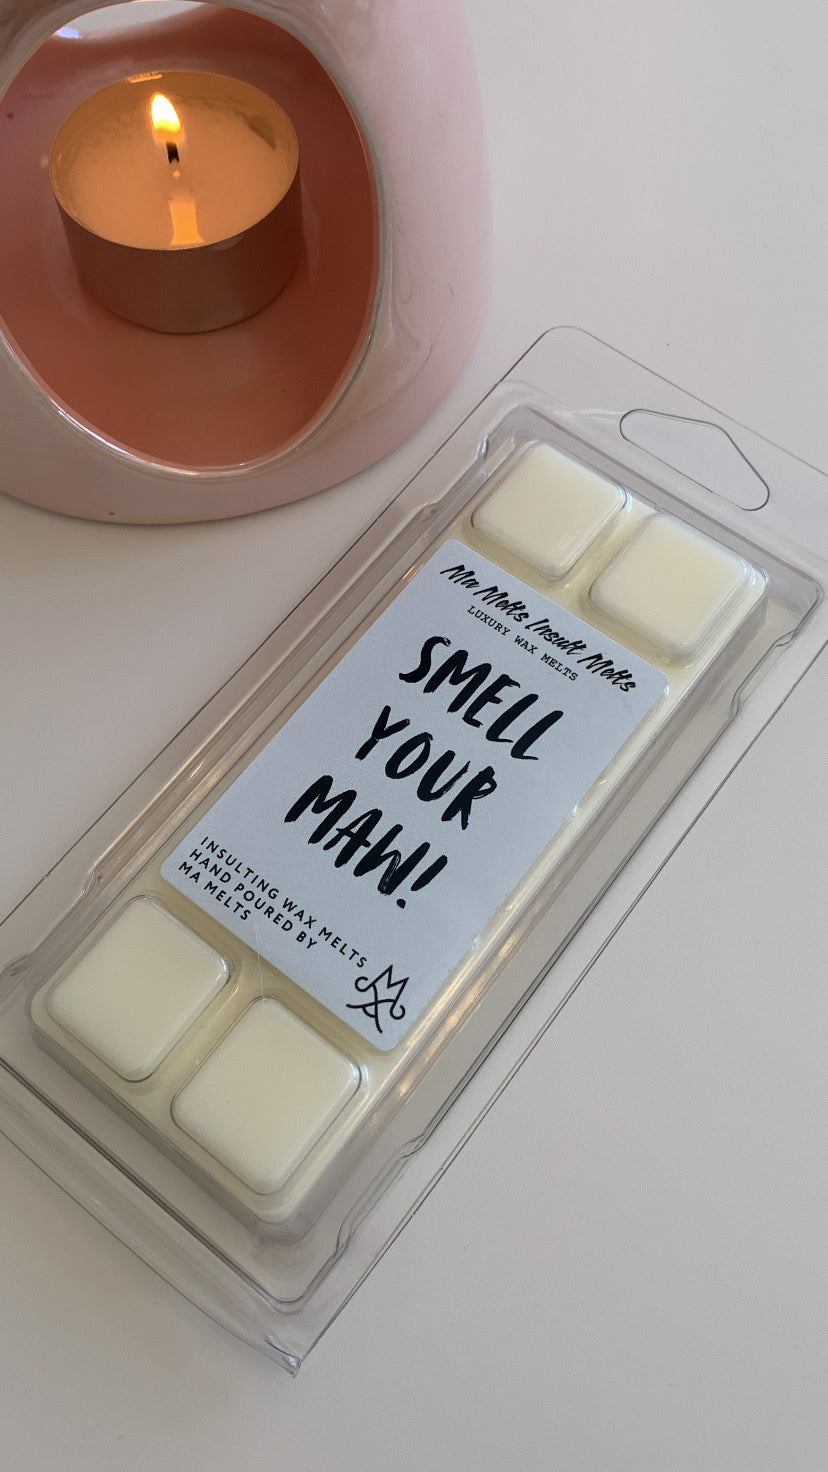 Ma Melts Insult Melts
LUXURY WAX MELTS
SMELL
YOUR
MAW!
INSULTING WAX MELTS
HAND POURED BY
MA MELTS